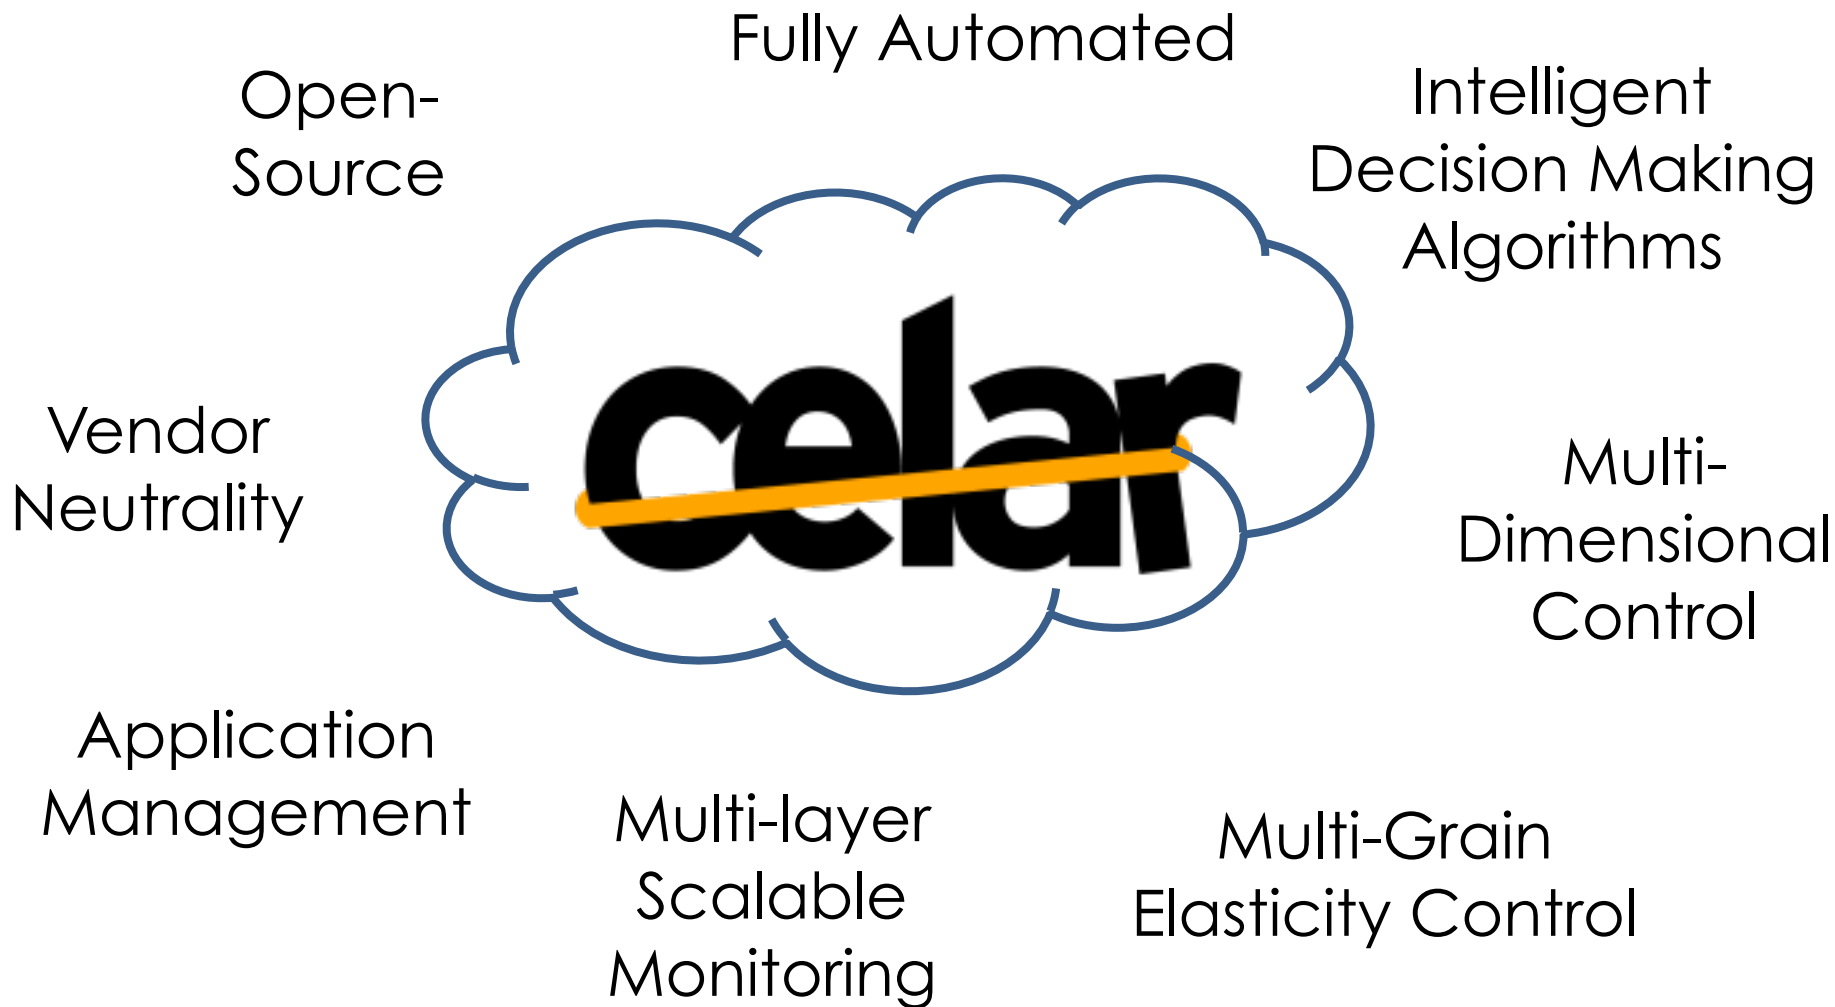 Fully Automated
Open-
Source
Intelligent
Decision Making
Algorithms
celar
Vendor
Neutrality
Multi-
Dimensional
Control
Application
Management
Multi-layer
Scalable
Monitoring
Multi-Grain
Elasticity Control